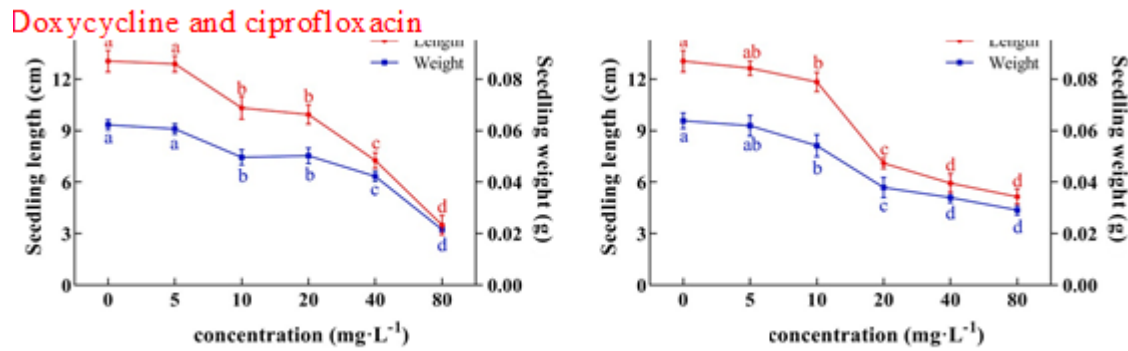 Doxycycline and ciprofloxacin
Length
Weight
a a b b c d
a a b b c d
Seedling length (cm)
12
9
6
3
0
Seedling weight (g)
0.08
0.06
0.04
0.02
0.00
0 5 10 20 40 80
concentration (mg·L⁻¹)
Length
Weight
a ab b c d d
a ab b c d d
Seedling length (cm)
12
9
6
3
0
Seedling weight (g)
0.08
0.06
0.04
0.02
0.00
0 5 10 20 40 80
concentration (mg·L⁻¹)